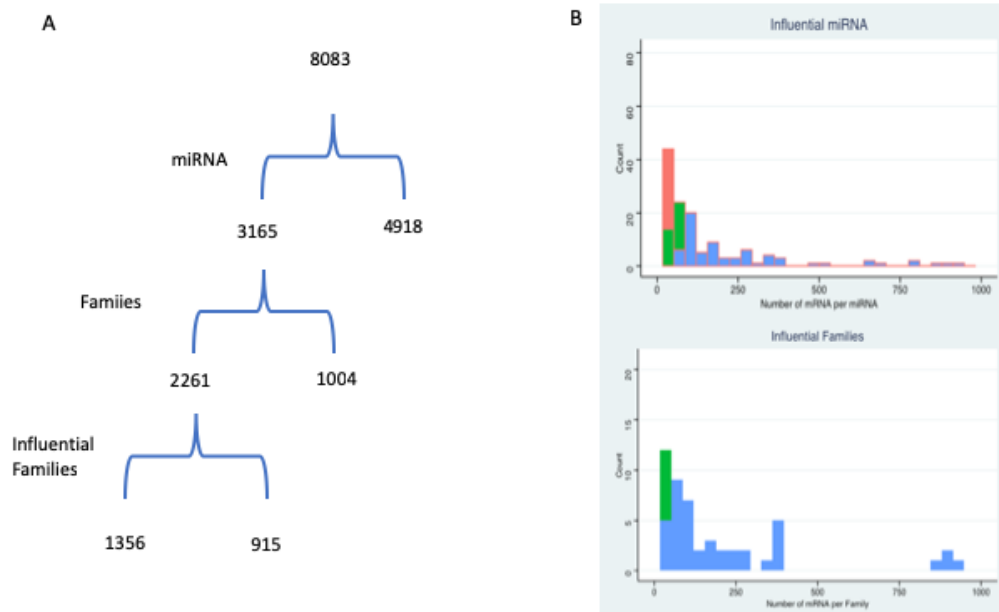 A
8083
miRNA
3165
4918
Famiies
2261
1004
Influential
Families
1356
915
B
Influential miRNA
80
60
40
20
0
Count
0
250
500
750
1000
Number of mRNA per miRNA
Influential Families
20
15
10
5
0
Count
0
250
500
750
1000
Number of mRNA per Family